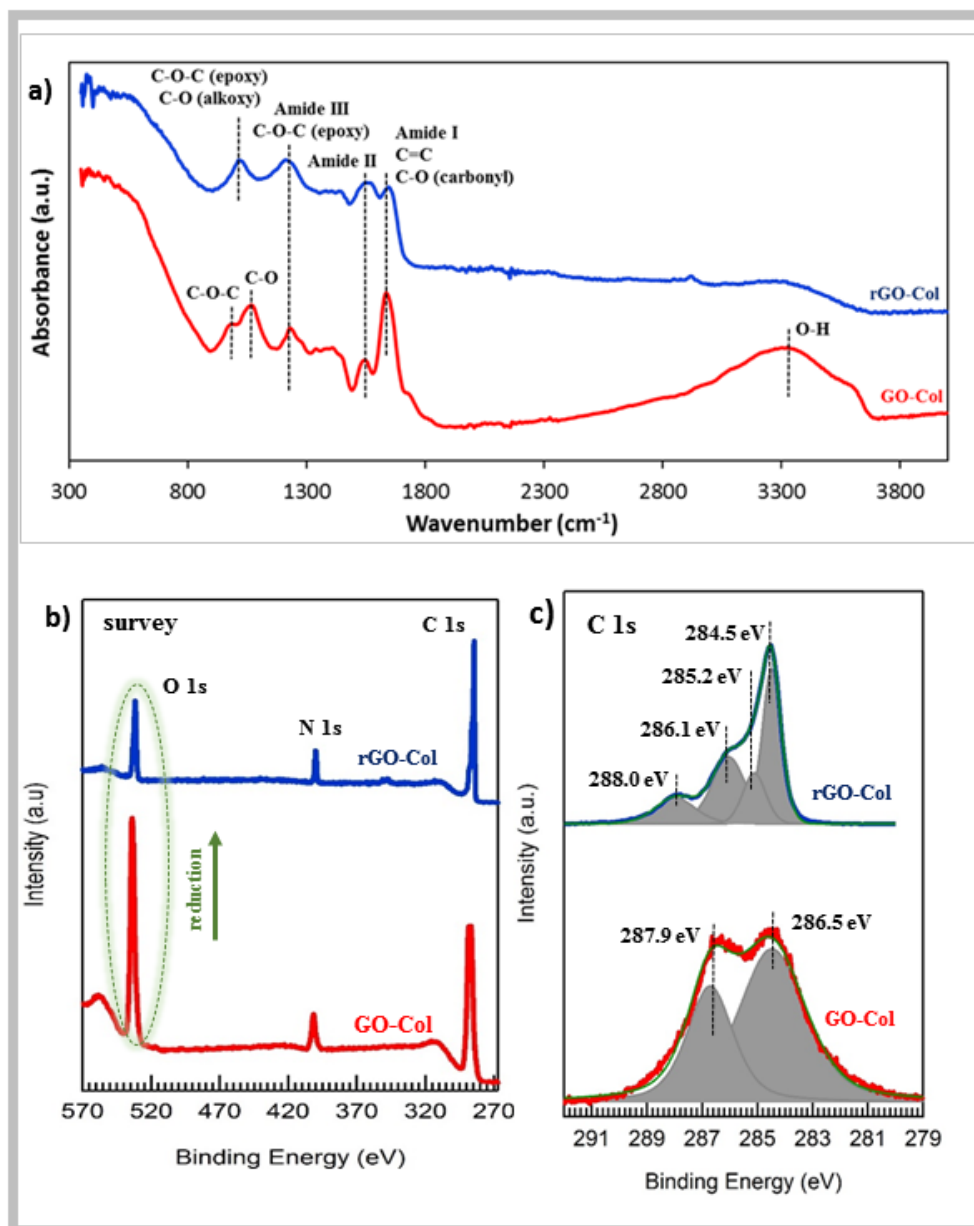 a)
C-O-C (epoxy)
C-O (alkoxy)
Amide III
C-O-C (epoxy)
Amide II
Amide I
C=C
C-O (carbonyl)
C-O-C
C-O
rGO-Col
O-H
GO-Col
Absorbance (a.u.)
300 800 1300 1800 2300 2800 3300 3800
Wavenumber (cm⁻¹)
b)
survey
C 1s
O 1s
N 1s
rGO-Col
reduction
GO-Col
Intensity (a.u)
570 520 470 420 370 320 270
Binding Energy (eV)
c)
C 1s
284.5 eV
285.2 eV
286.1 eV
288.0 eV
rGO-Col
287.9 eV
286.5 eV
GO-Col
Intensity (a.u.)
291 289 287 285 283 281 279
Binding Energy (eV)